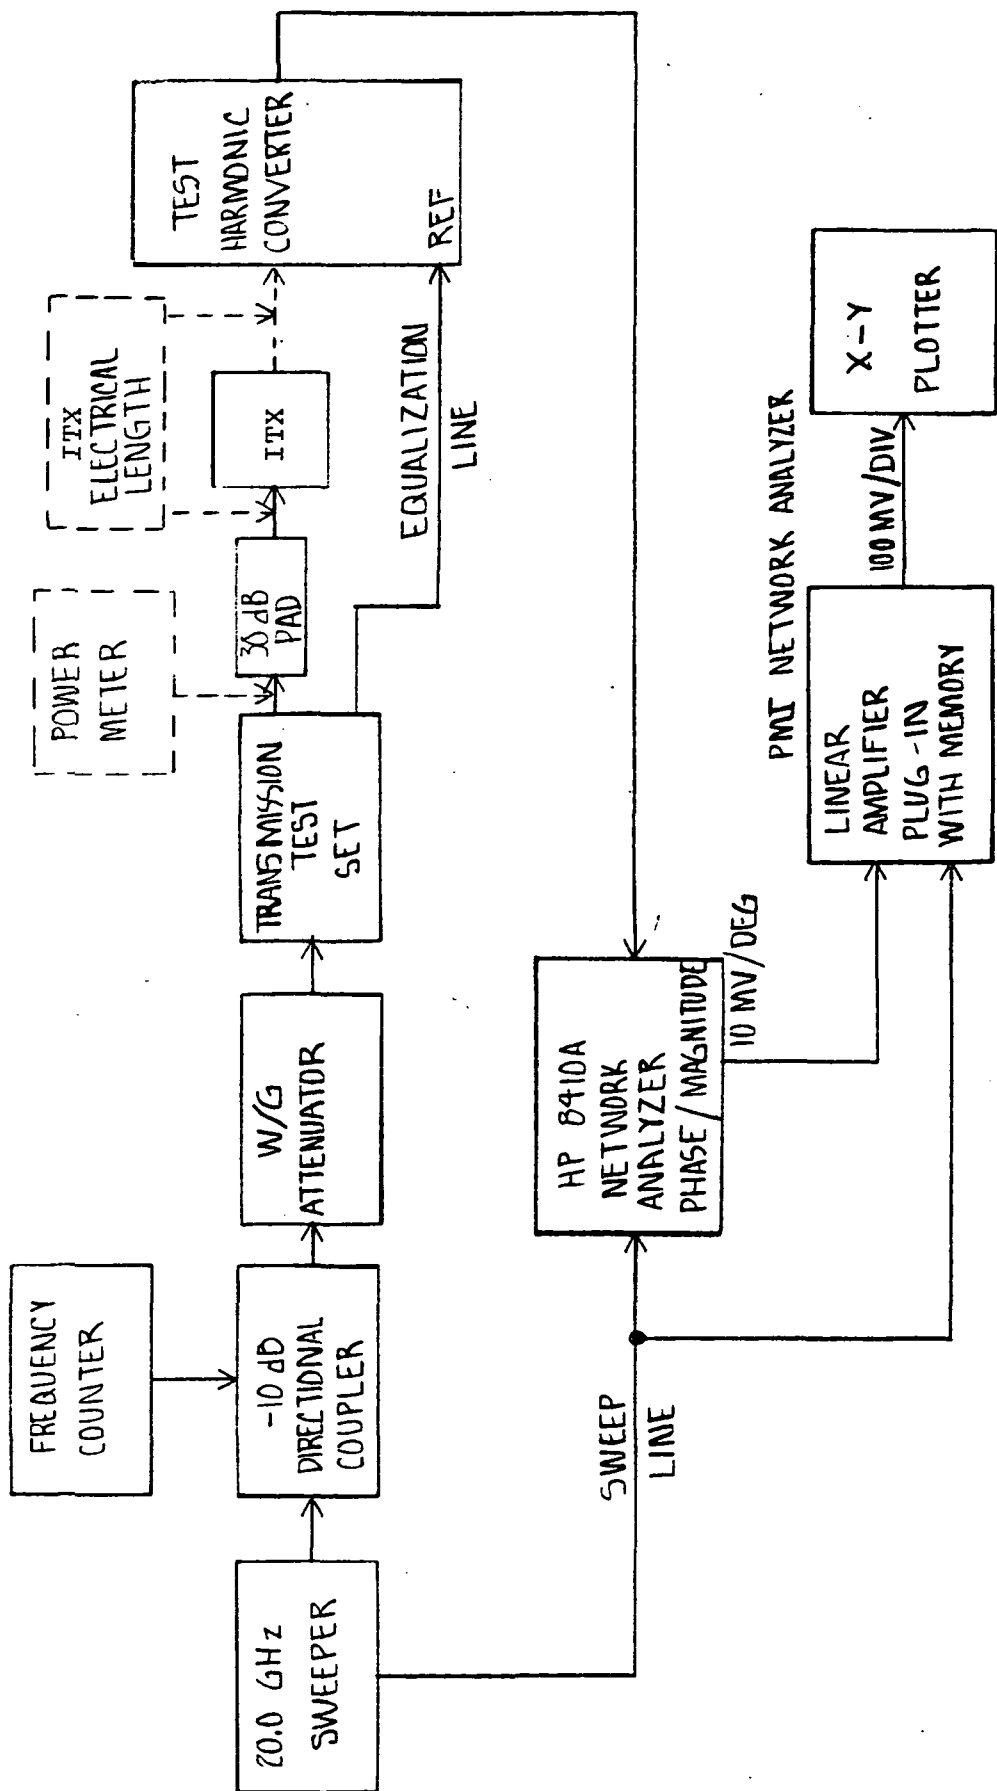 FREQUENCY
COUNTER
POWER
METER
ITX
ELECTRICAL
LENGTH
20.0 GHz
SWEEPER
-10 dB
DIRECTIONAL
COUPLER
W/G
ATTENUATOR
TRANSMISSION
TEST
SET
30 dB
PAD
ITX
TEST
HARMONIC
CONVERTER
REF
EQUALIZATION
LINE
SWEEP
LINE
HP 8410A
NETWORK
ANALYZER
PHASE/MAGNITUDE
10 MV/DEG
PMI NETWORK ANALYZER
LINEAR
AMPLIFIER
PLUG-IN
WITH MEMORY
100 MV/DIV
X-Y
PLOTTER